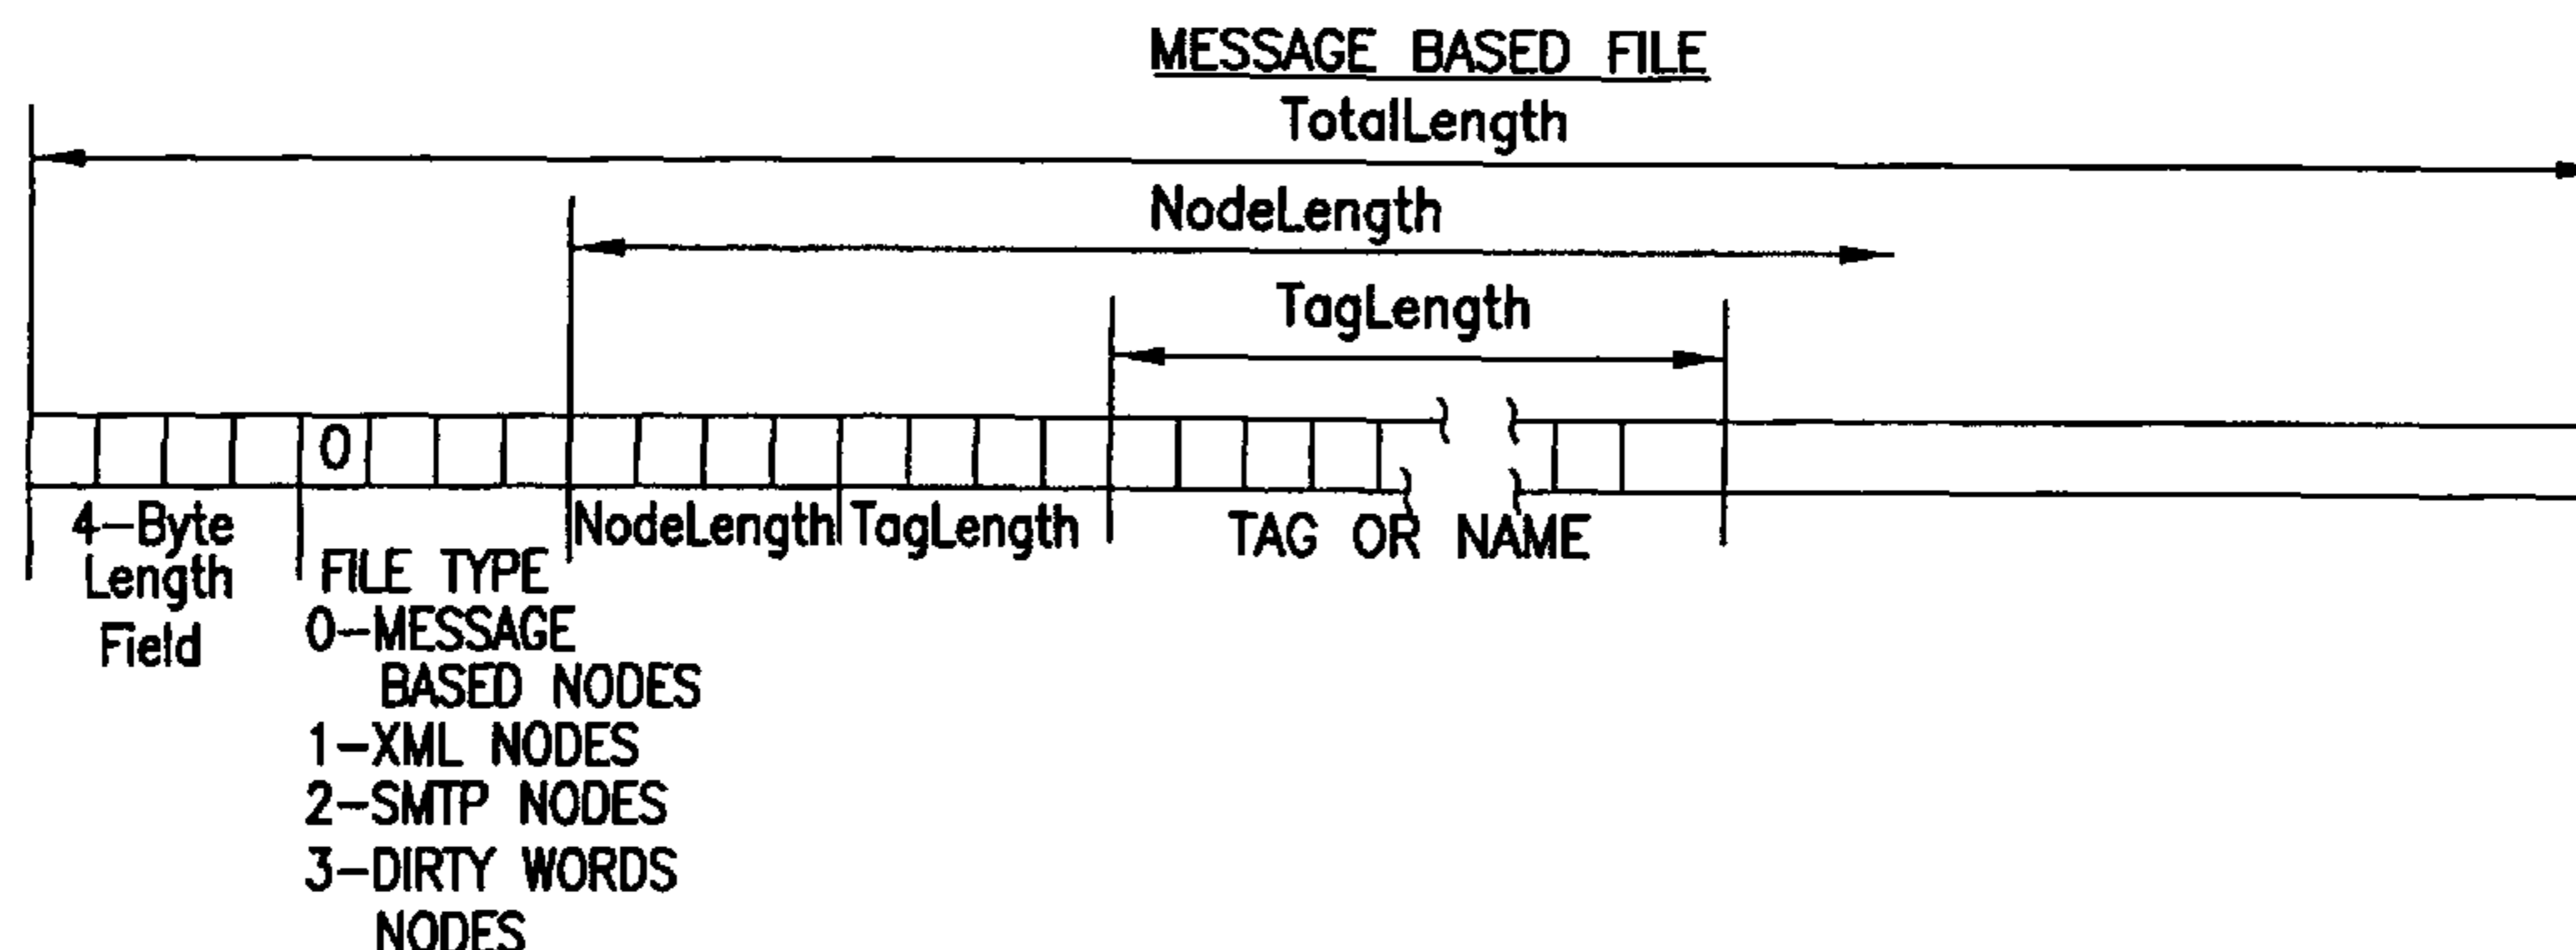 MESSAGE BASED FILE
TotalLength
NodeLength
TagLength
0
4-Byte
Length
Field
FILE TYPE
0-MESSAGE
BASED NODES
1-XML NODES
2-SMTP NODES
3-DIRTY WORDS
NODES
NodeLength
TagLength
TAG OR NAME